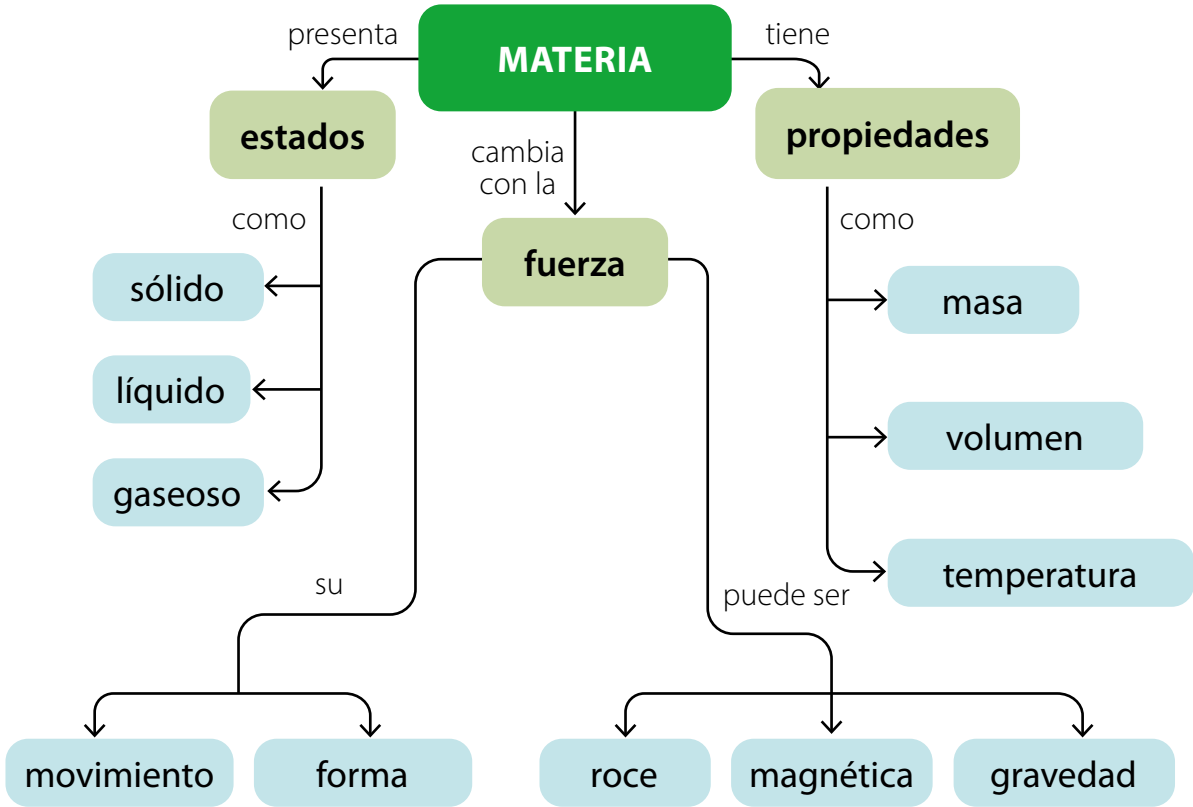 MATERIA
presenta
tiene
estados
cambia
con la
propiedades
como
fuerza
como
sólido
líquido
gaseoso
masa
volumen
temperatura
su
puede ser
movimiento
forma
roce
magnética
gravedad